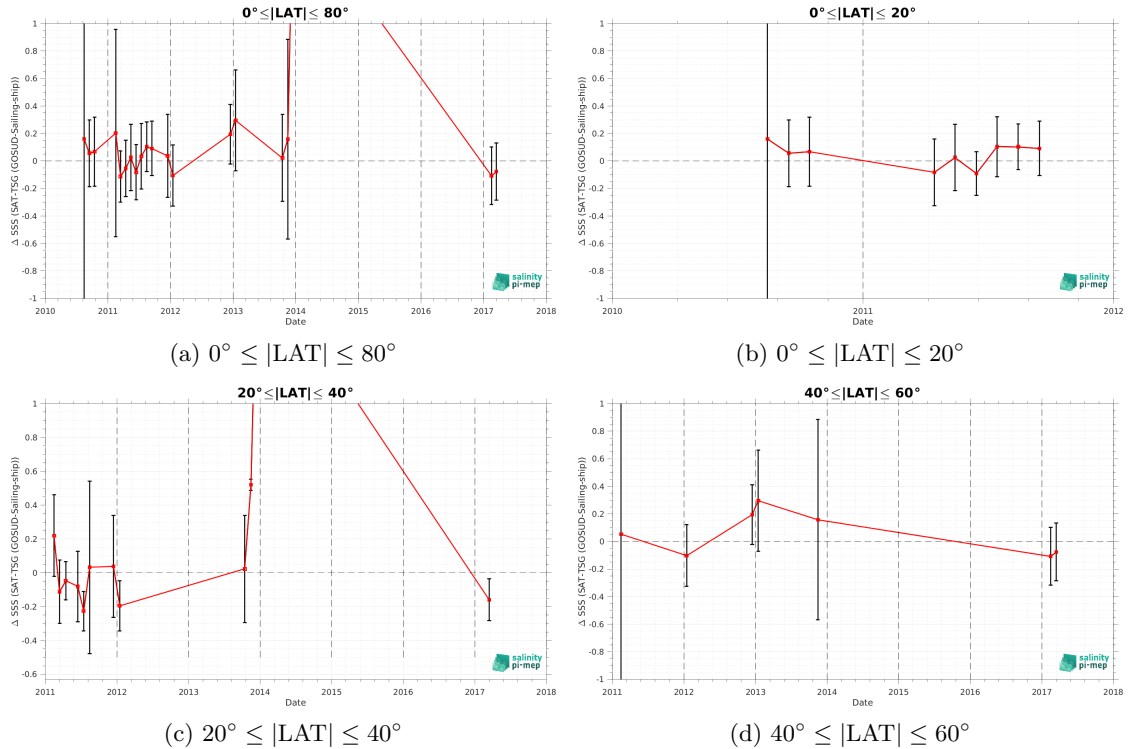 0°≤|LAT|≤ 80°
Δ SSS (SAT-TSG (GOSUD-Sailing-ship))
1
0.8
0.6
0.4
0.2
0
-0.2
-0.4
-0.6
-0.8
-1
2010 2011 2012 2013 2014 2015 2016 2017 2018
Date
salinity
pi-mep
(a) 0° ≤ |LAT| ≤ 80°
0°≤|LAT|≤ 20°
Δ SSS (SAT-TSG (GOSUD-Sailing-ship))
1
0.8
0.6
0.4
0.2
0
-0.2
-0.4
-0.6
-0.8
-1
2010 2011 2012
Date
salinity
pi-mep
(b) 0° ≤ |LAT| ≤ 20°
20°≤|LAT|≤ 40°
Δ SSS (SAT-TSG (GOSUD-Sailing-ship))
1
0.8
0.6
0.4
0.2
0
-0.2
-0.4
-0.6
2011 2012 2013 2014 2015 2016 2017 2018
Date
salinity
pi-mep
(c) 20° ≤ |LAT| ≤ 40°
40°≤|LAT|≤ 60°
Δ SSS (SAT-TSG (GOSUD-Sailing-ship))
1
0.8
0.6
0.4
0.2
0
-0.2
-0.4
-0.6
-0.8
-1
2011 2012 2013 2014 2015 2016 2017 2018
Date
salinity
pi-mep
(d) 40° ≤ |LAT| ≤ 60°